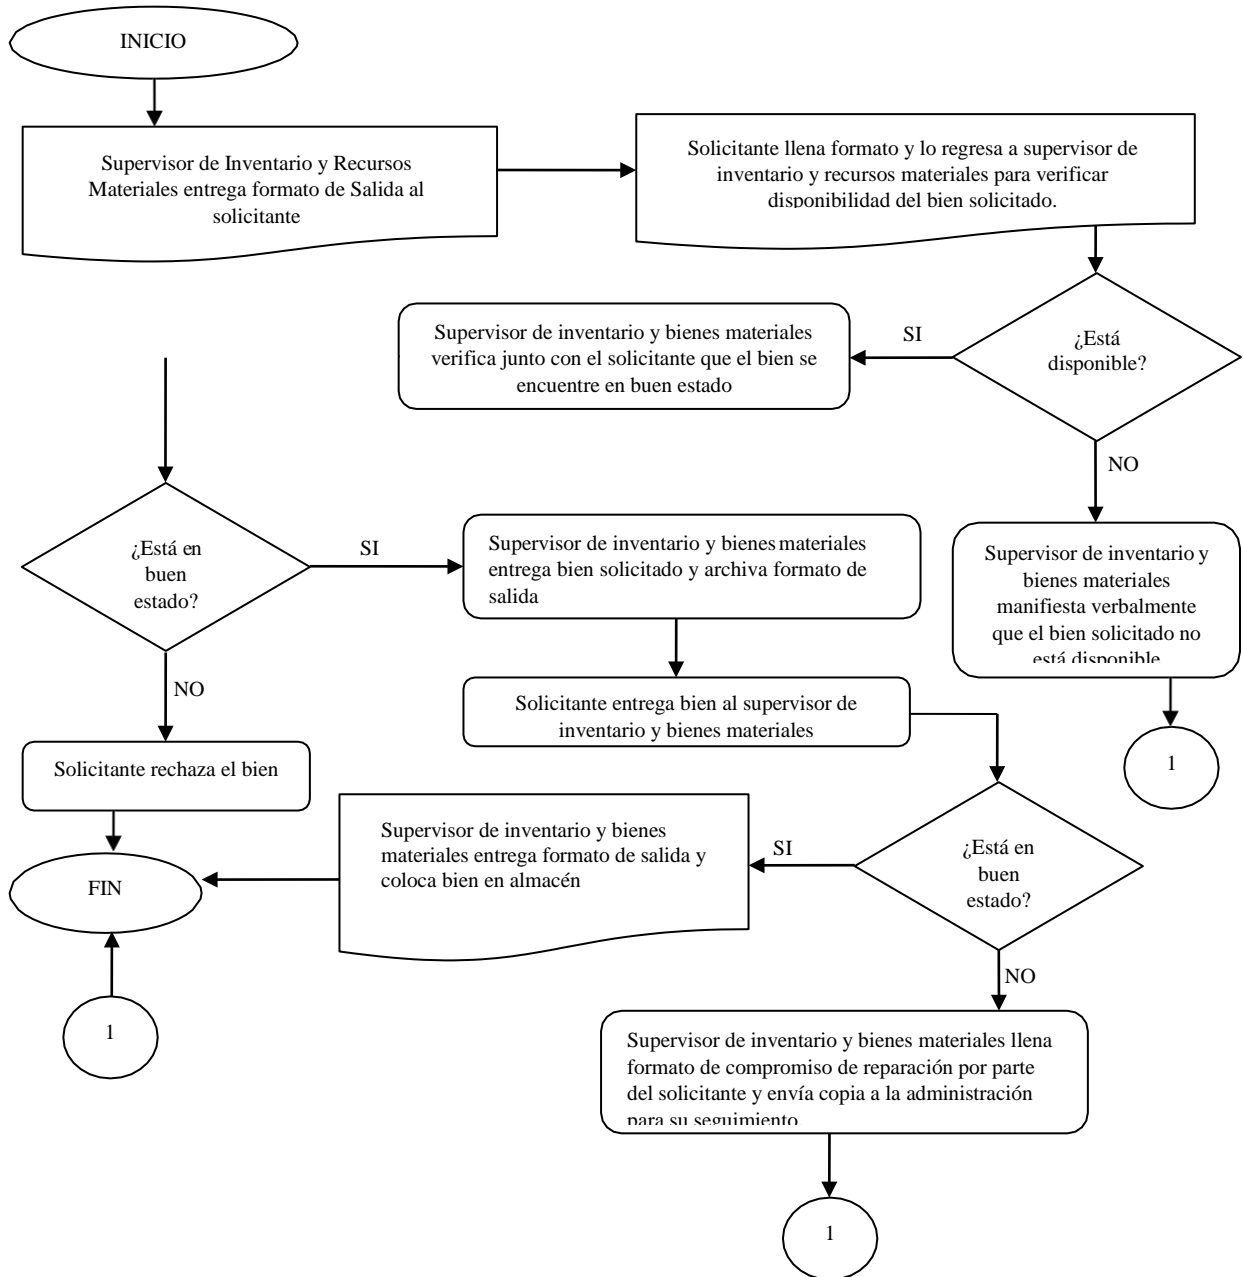 INICIO
Supervisor de Inventario y Recursos
Materiales entrega formato de Salida al
solicitante
Solicitante llena formato y lo regresa a supervisor de
inventario y recursos materiales para verificar
disponibilidad del bien solicitado.
¿Está
disponible?
SI
Supervisor de inventario y bienes materiales
verifica junto con el solicitante que el bien se
encuentre en buen estado
NO
Supervisor de inventario y
bienes materiales
manifiesta verbalmente
que el bien solicitado no
está disponible
1
¿Está en
buen
estado?
SI
Supervisor de inventario y bienes materiales
entrega bien solicitado y archiva formato de
salida
NO
Solicitante rechaza el bien
Solicitante entrega bien al supervisor de
inventario y bienes materiales
¿Está en
buen
estado?
SI
Supervisor de inventario y bienes
materiales entrega formato de salida y
coloca bien en almacén
FIN
1
NO
Supervisor de inventario y bienes materiales llena
formato de compromiso de reparación por parte
del solicitante y envía copia a la administración
para su seguimiento
1